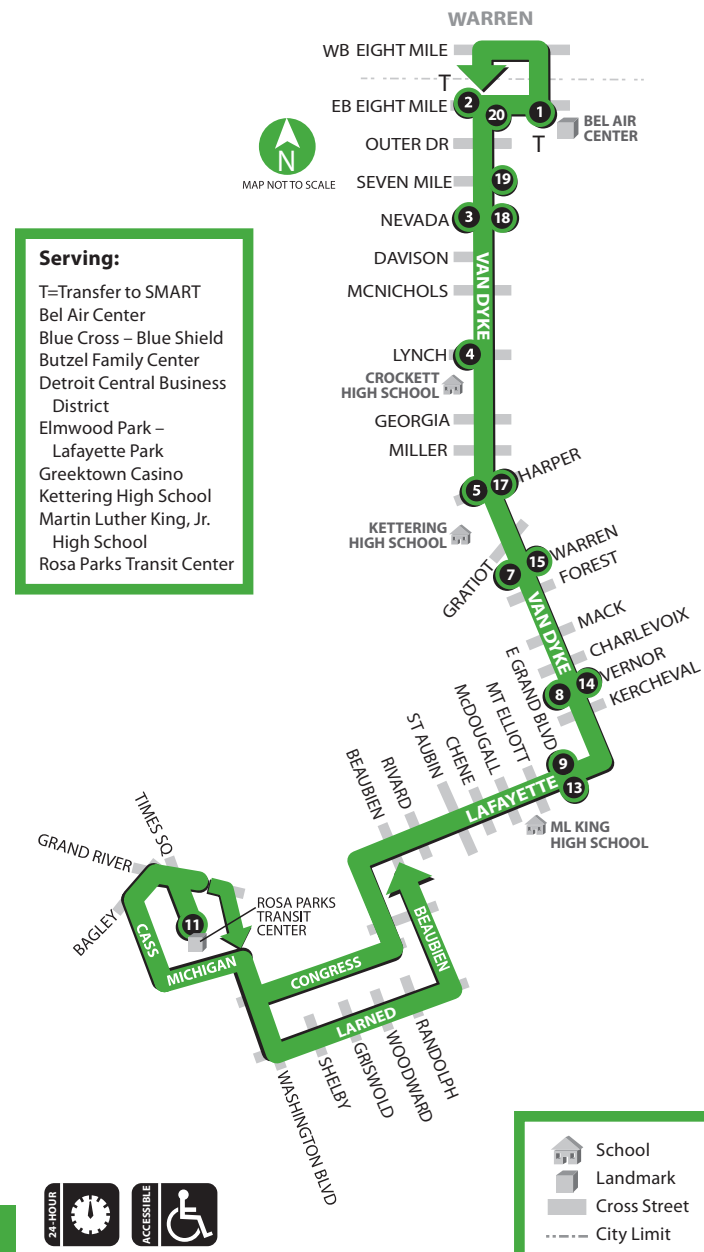 WARREN
WB EIGHT MILE
T
EB EIGHT MILE
2
20
1
BEL AIR
CENTER
T
N
MAP NOT TO SCALE
OUTER DR
SEVEN MILE
19
NEVADA
3
18
DAVISON
VAN DYKE
MCNICHOLS
LYNCH
4
CROCKETT
HIGH SCHOOL
GEORGIA
MILLER
5
17
HARPER
KETTERING
HIGH SCHOOL
GRATIOT
7
15
WARREN
FOREST
VAN DYKE
MACK
CHARLEVOIX
E GRAND BLVD
8
14
VERNOR
KERCHEVAL
9
13
LAFAYETTE
MT ELLIOTT
McDOUGALL
CHENE
ST AUBIN
RIVARD
BEAUBIEN
ML KING
HIGH SCHOOL
TIMES SQ
GRAND RIVER
BAGLEY
11
ROSA PARKS
TRANSIT
CENTER
CASS
MICHIGAN
CONGRESS
BEAUBIEN
LARNED
RANDOLPH
WOODWARD
GRISWOLD
SHELBY
WASHINGTON BLVD
Serving:
T=Transfer to SMART
Bel Air Center
Blue Cross – Blue Shield
Butzel Family Center
Detroit Central Business
District
Elmwood Park –
Lafayette Park
Greektown Casino
Kettering High School
Martin Luther King, Jr.
High School
Rosa Parks Transit Center
24-HOUR
ACCESSIBLE
School
Landmark
Cross Street
City Limit